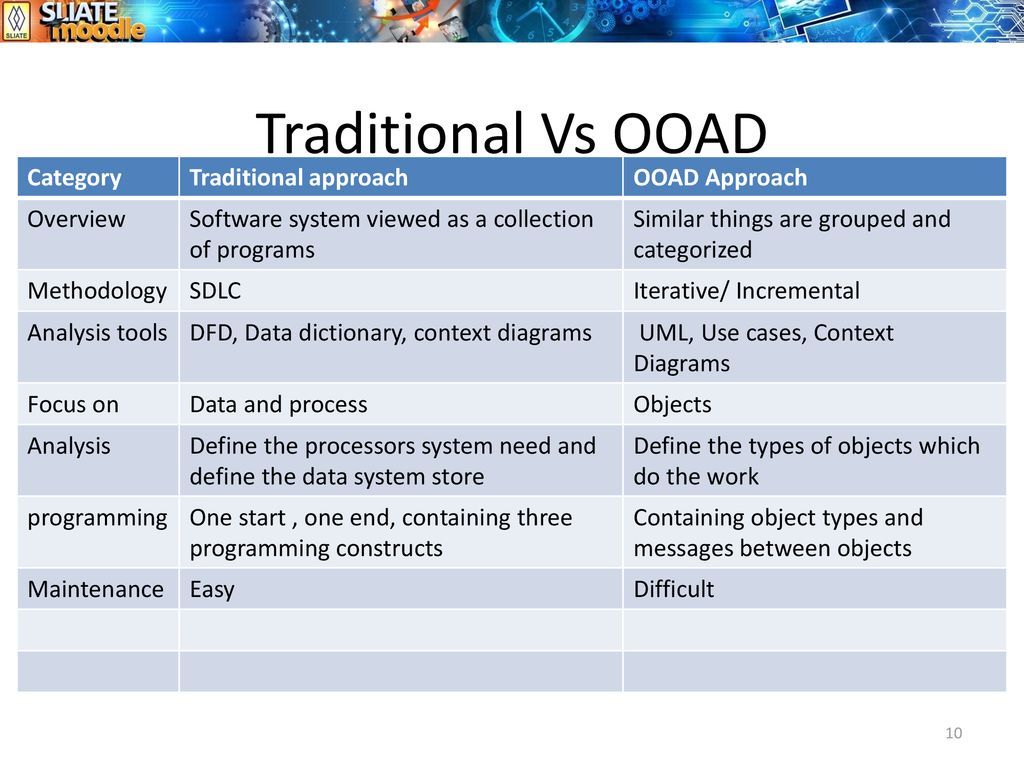 SLIATE
moodle
SLIATE
Traditional Vs OOAD
Category Traditional approach OOAD Approach
Overview Software system viewed as a collection Similar things are grouped and
of programs categorized
Methodology SDLC Iterative/ Incremental
Analysis tools DFD, Data dictionary, context diagrams UML, Use cases, Context
Diagrams
Focus on Data and process Objects
Analysis Define the processors system need and Define the types of objects which
define the data system store do the work
programming One start , one end, containing three Containing object types and
programming constructs messages between objects
Maintenance Easy Difficult
10